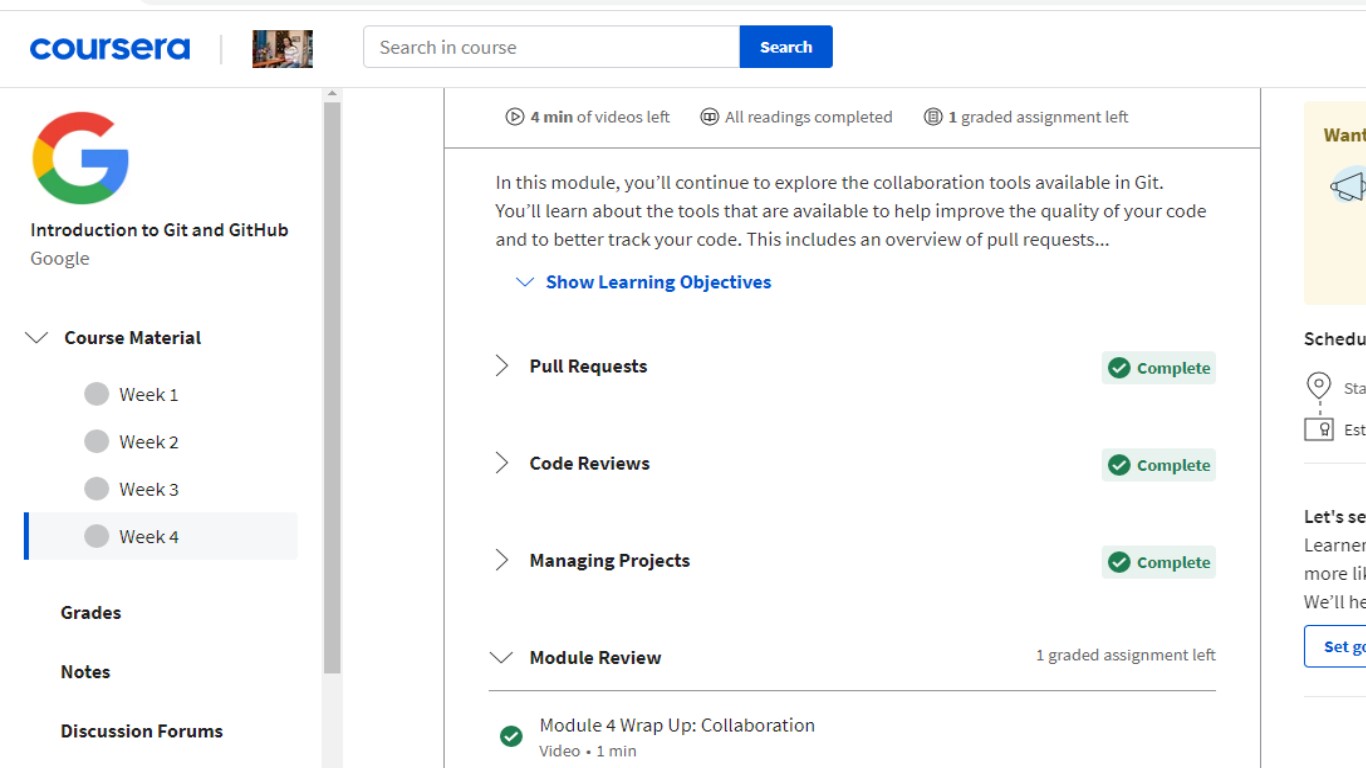 coursera
Search in course
Search
Introduction to Git and GitHub
Google
Course Material
Week 1
Week 2
Week 3
Week 4
Grades
Notes
Discussion Forums
4 min of videos left
All readings completed
1 graded assignment left
In this module, you’ll continue to explore the collaboration tools available in Git.
You’ll learn about the tools that are available to help improve the quality of your code
and to better track your code. This includes an overview of pull requests...
Show Learning Objectives
Pull Requests
Complete
Code Reviews
Complete
Managing Projects
Complete
Module Review
1 graded assignment left
Module 4 Wrap Up: Collaboration
Video • 1 min
Want
Schedu
Sta
Est
Let's se
Learner
more lik
We’ll he
Set go